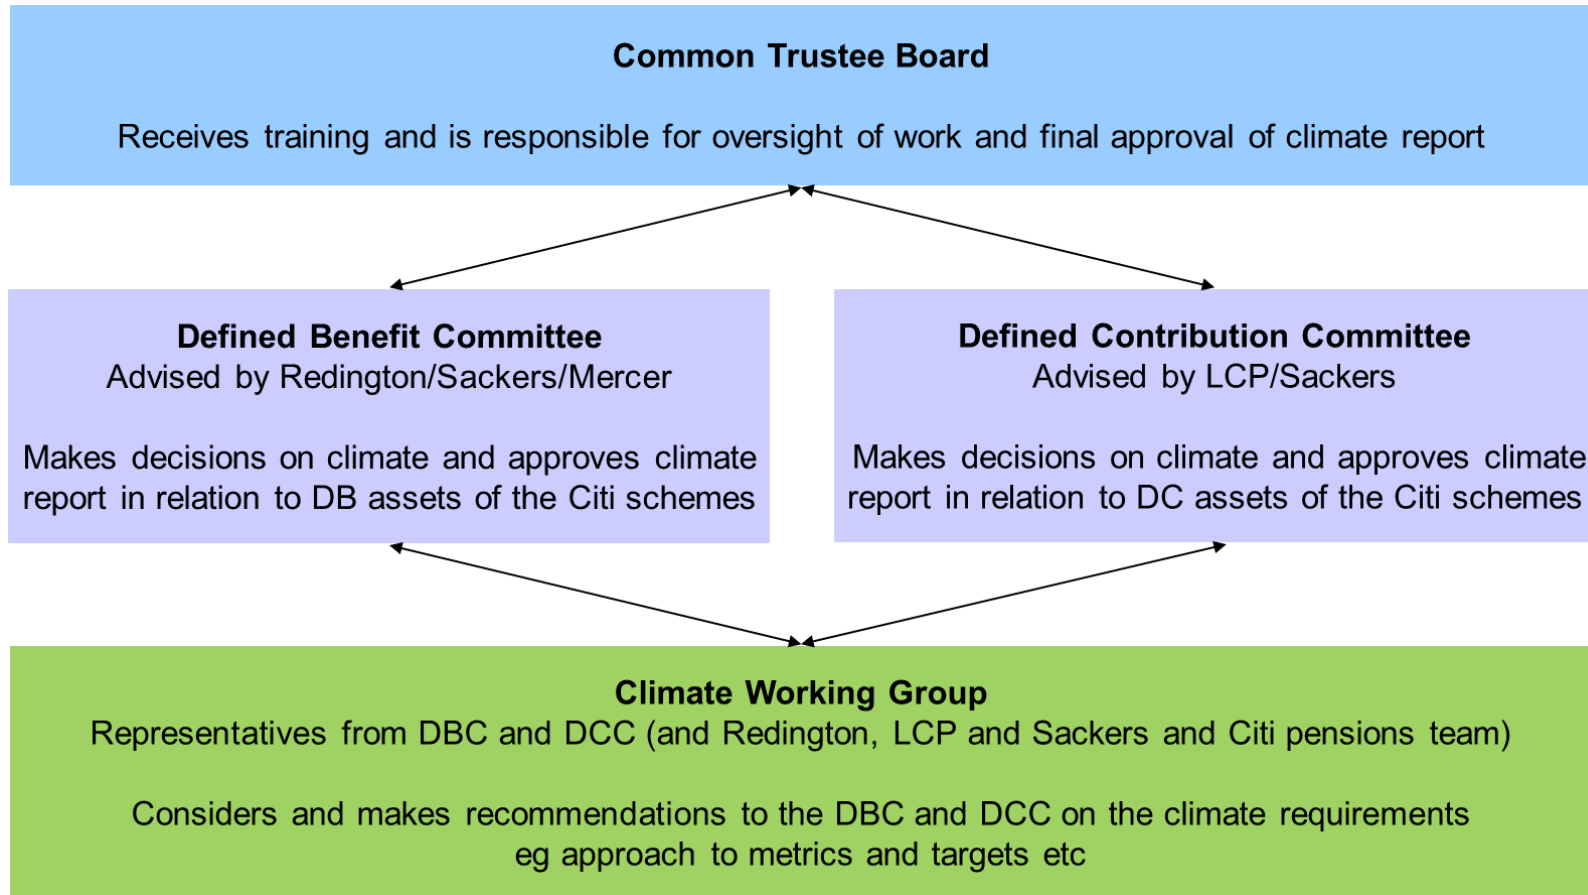 Common Trustee Board
Receives training and is responsible for oversight of work and final approval of climate report
Defined Benefit Committee
Advised by Redington/Sackers/Mercer
Makes decisions on climate and approves climate
report in relation to DB assets of the Citi schemes
Defined Contribution Committee
Advised by LCP/Sackers
Makes decisions on climate and approves climate
report in relation to DC assets of the Citi schemes
Climate Working Group
Representatives from DBC and DCC (and Redington, LCP and Sackers and Citi pensions team)
Considers and makes recommendations to the DBC and DCC on the climate requirements
eg approach to metrics and targets etc